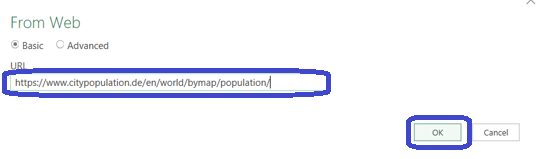 From Web
Basic Advanced
URL
https://www.citypopulation.de/en/world/bymap/population/
OK Cancel